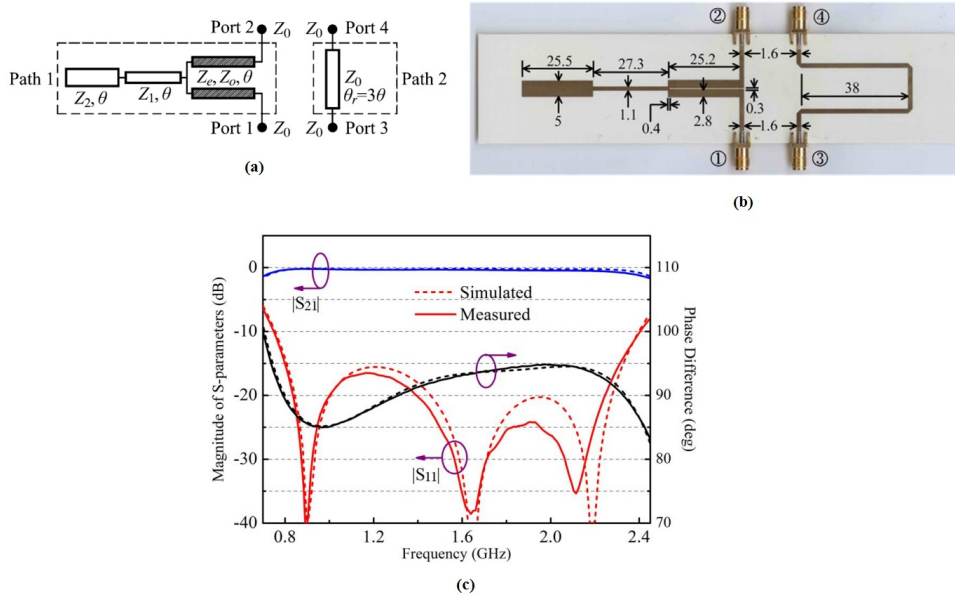 Port 2 Z₀
Z₀ Port 4
Path 1
Zₑ, Zₒ, θ
Z₀
θᵣ=3θ
Path 2
Z₂, θ
Z₁, θ
Port 1 Z₀
Z₀ Port 3
(a)
② ④
25.5 27.3 25.2 1.6
38
0.3
5 1.1 0.4 2.8
1.6
① ③
(b)
Magnitude of S-parameters (dB)
0
-10
-20
-30
-40
|S₂₁|
Simulated
Measured
|S₁₁|
110
100
90
80
70
Phase Difference (deg)
0.8 1.2 1.6 2.0 2.4
Frequency (GHz)
(c)